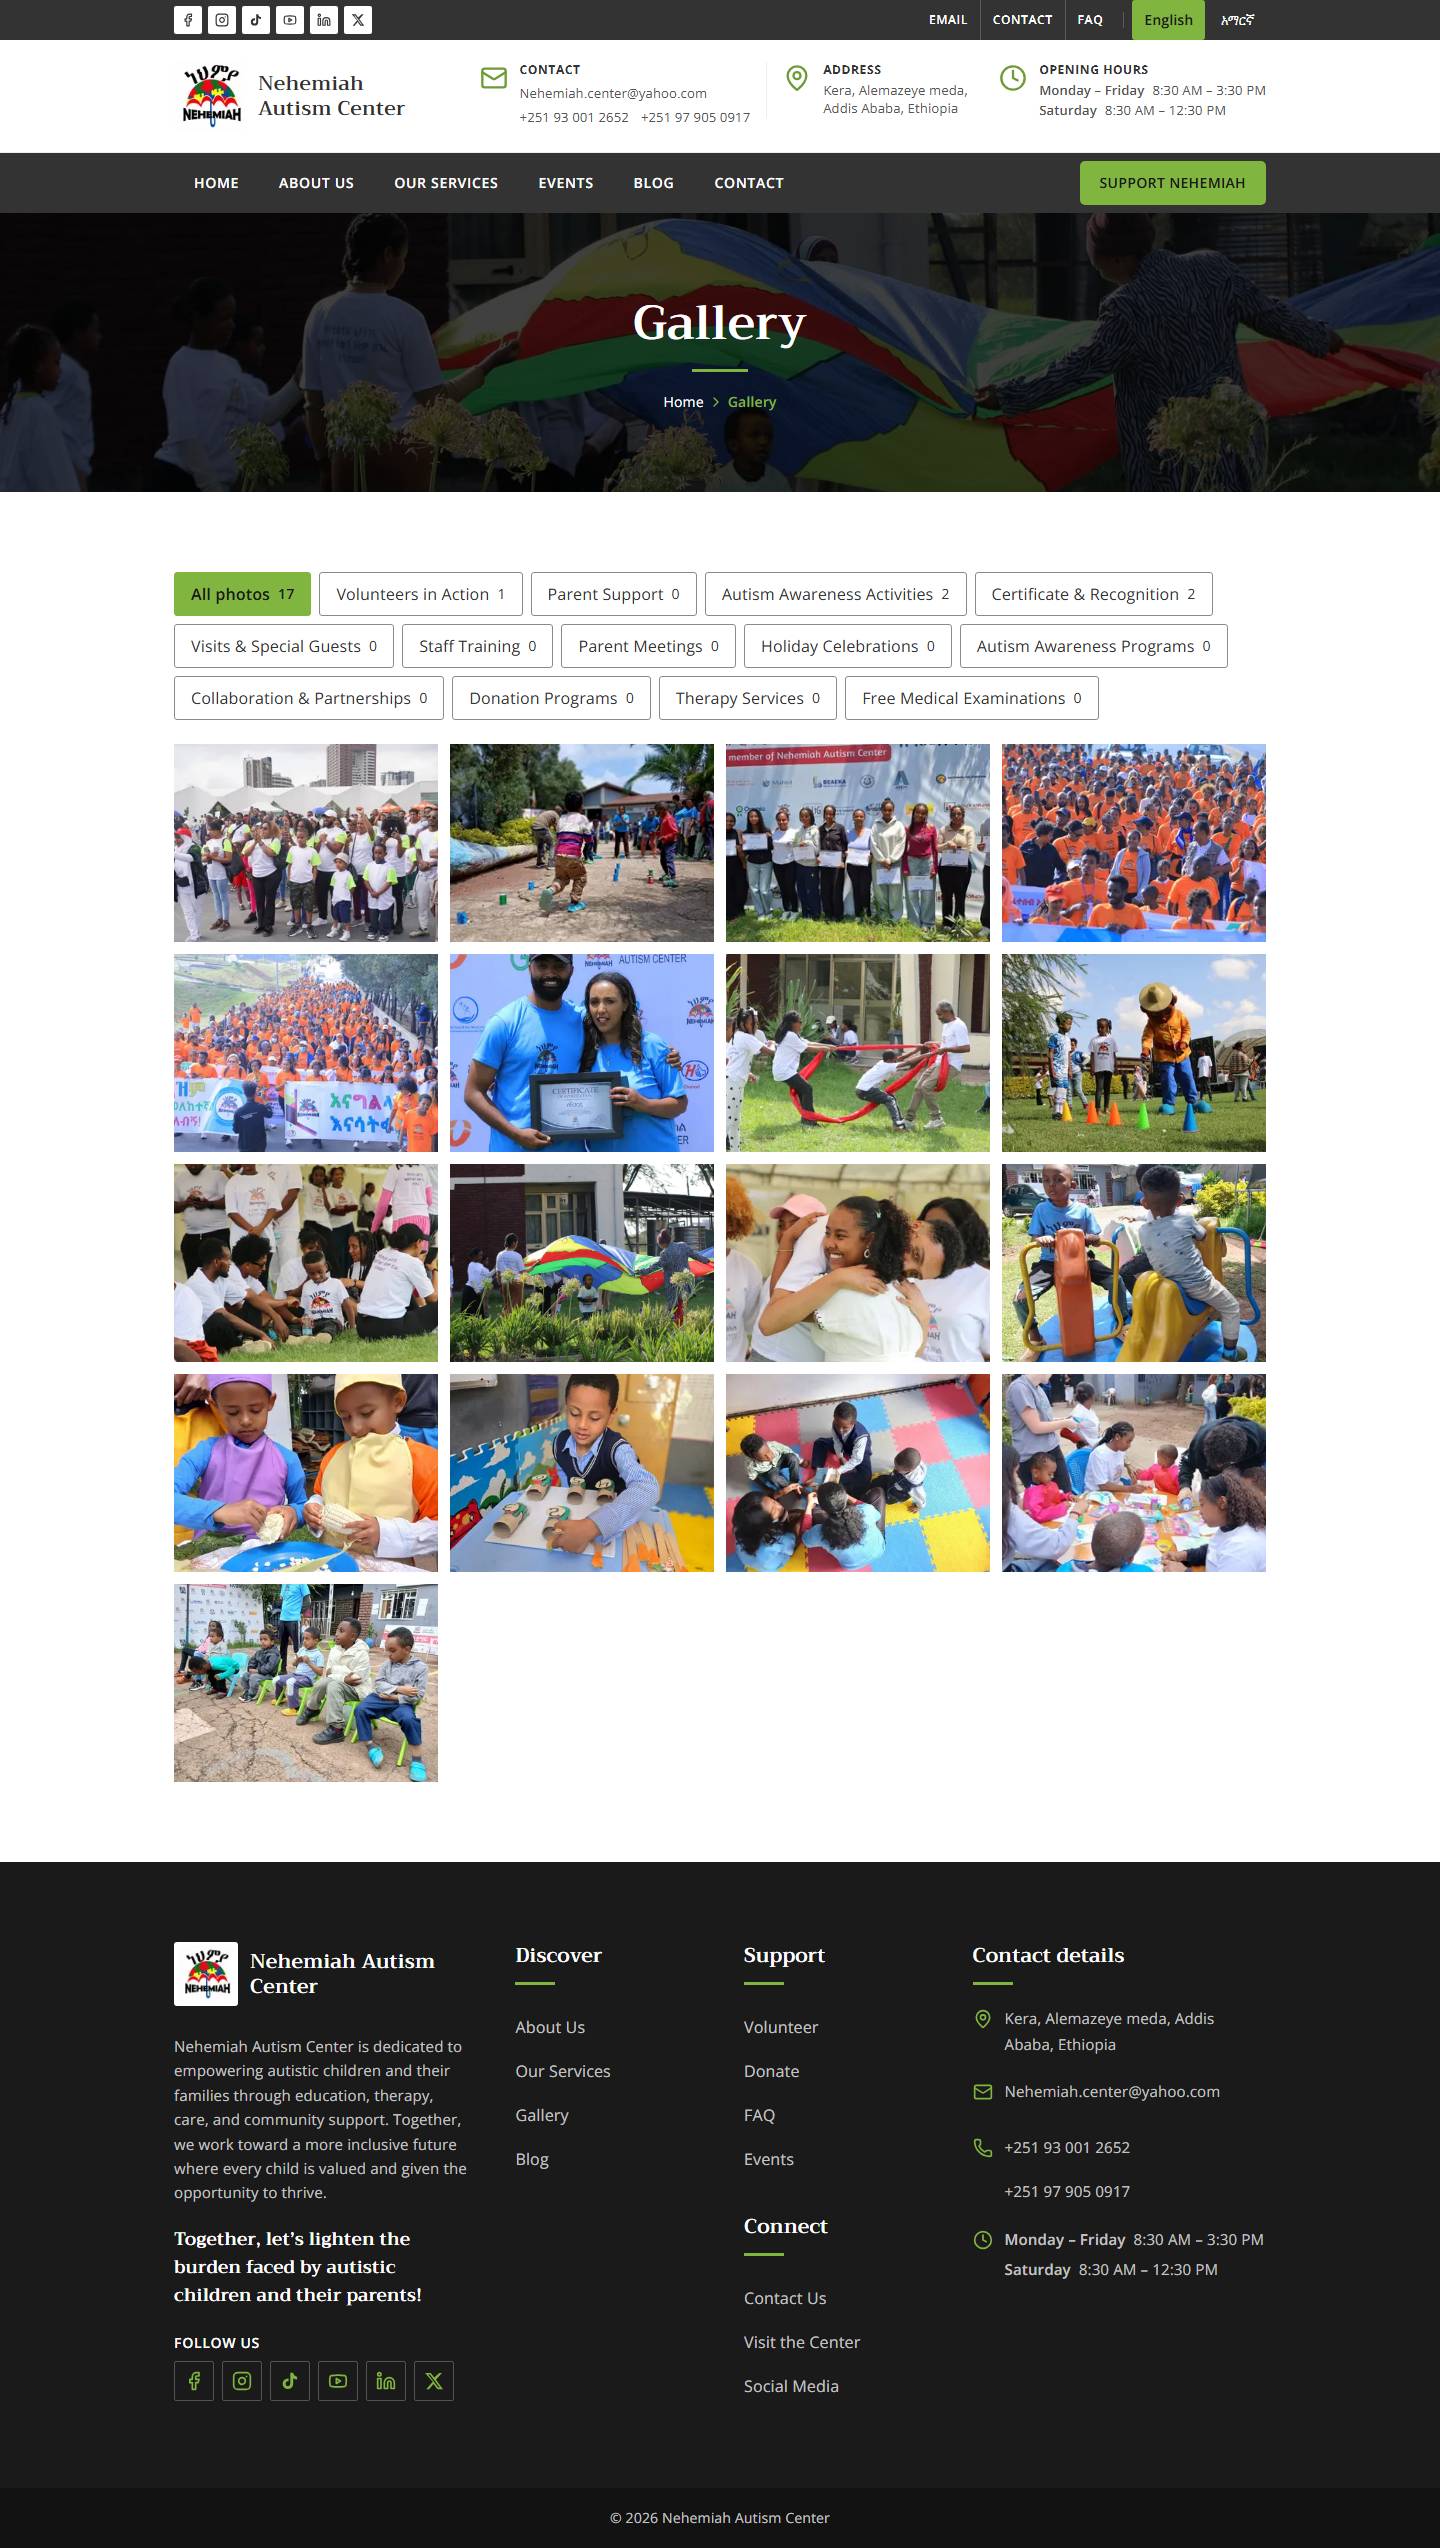 EMAIL
CONTACT
FAQ
English
አማርኛ
ነህምያ
NEHEMIAH
Nehemiah
Autism Center
CONTACT
Nehemiah.center@yahoo.com
+251 93 001 2652 +251 97 905 0917
ADDRESS
Kera, Alemazeye meda,
Addis Ababa, Ethiopia
OPENING HOURS
Monday – Friday 8:30 AM – 3:30 PM
Saturday 8:30 AM – 12:30 PM
HOME
ABOUT US
OUR SERVICES
EVENTS
BLOG
CONTACT
SUPPORT NEHEMIAH
Gallery
Home > Gallery
All photos 17
Volunteers in Action 1
Parent Support 0
Autism Awareness Activities 2
Certificate & Recognition 2
Visits & Special Guests 0
Staff Training 0
Parent Meetings 0
Holiday Celebrations 0
Autism Awareness Programs 0
Collaboration & Partnerships 0
Donation Programs 0
Therapy Services 0
Free Medical Examinations 0
member of Nehemiah Autism Center
AUTISM CENTER
CERTIFICATE
ነህምያ
NEHEMIAH
Nehemiah Autism
Center
Nehemiah Autism Center is dedicated to
empowering autistic children and their
families through education, therapy,
care, and community support. Together,
we work toward a more inclusive future
where every child is valued and given the
opportunity to thrive.
Together, let’s lighten the
burden faced by autistic
children and their parents!
FOLLOW US
Discover
About Us
Our Services
Gallery
Blog
Support
Volunteer
Donate
FAQ
Events
Connect
Contact Us
Visit the Center
Social Media
Contact details
Kera, Alemazeye meda, Addis
Ababa, Ethiopia
Nehemiah.center@yahoo.com
+251 93 001 2652
+251 97 905 0917
Monday – Friday 8:30 AM – 3:30 PM
Saturday 8:30 AM – 12:30 PM
© 2026 Nehemiah Autism Center